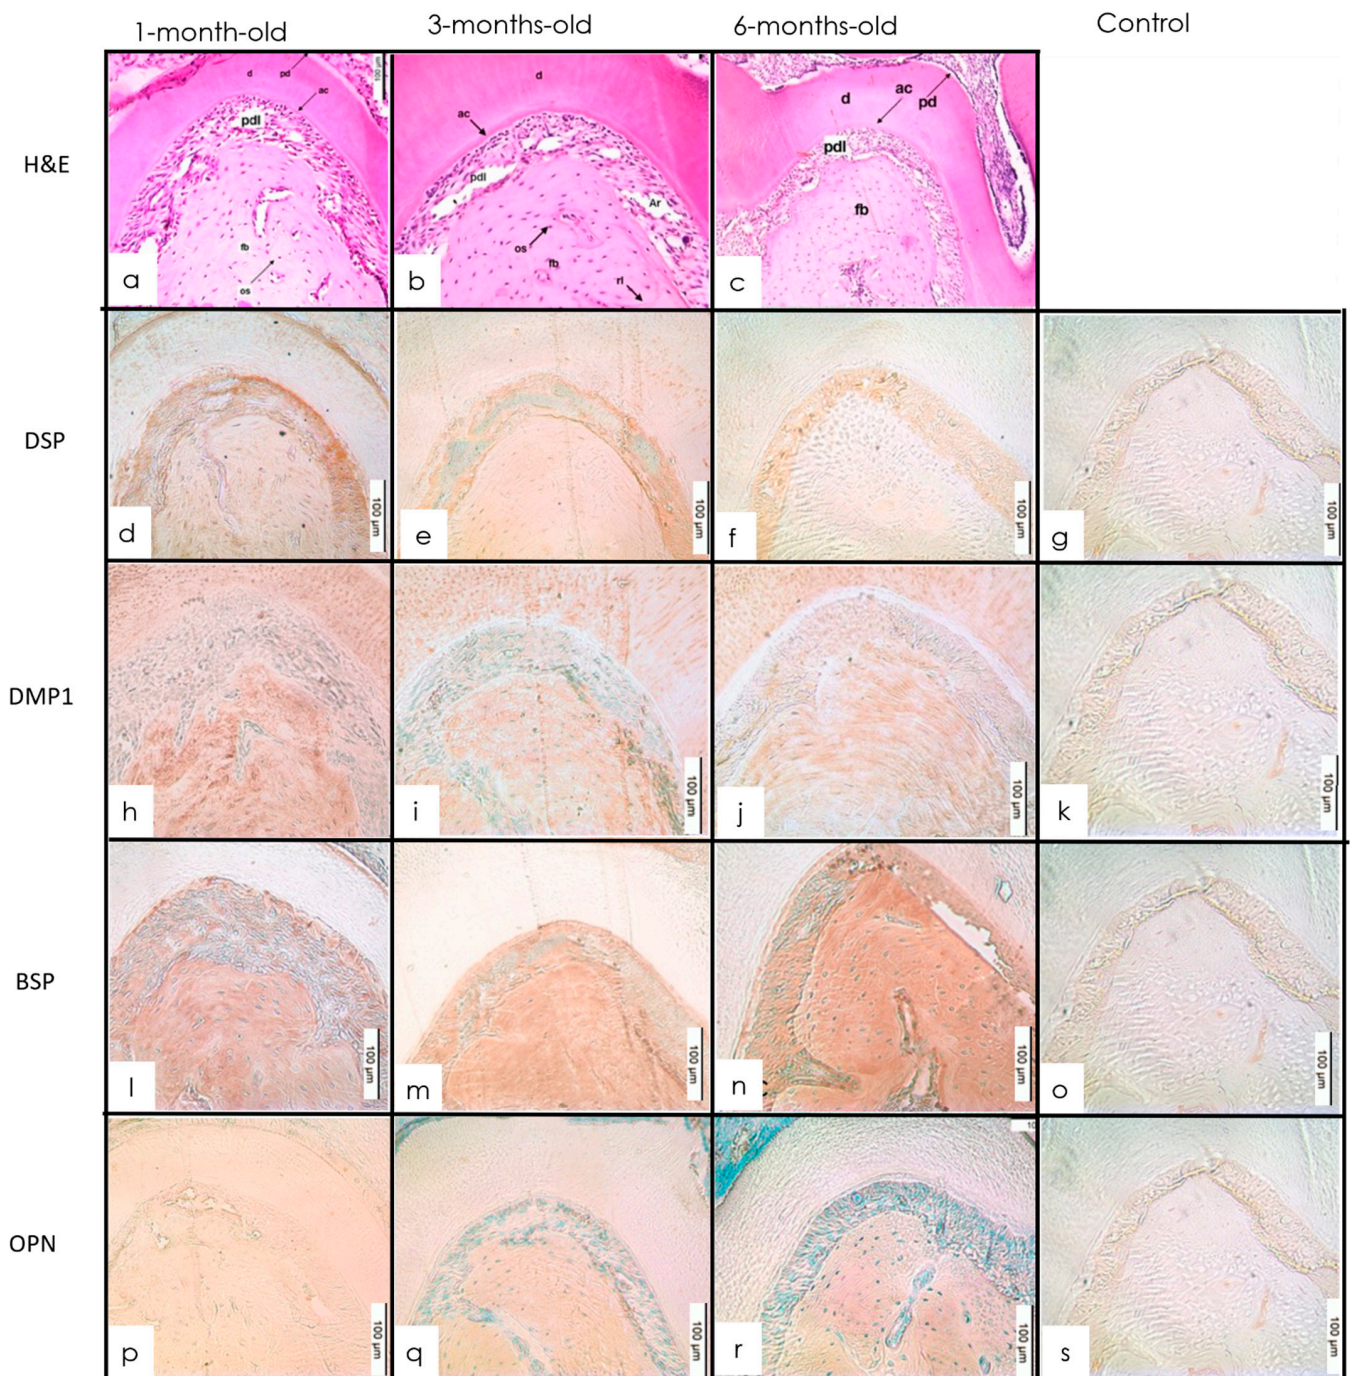 1-month-old 3-months-old 6-months-old Control
H&E
d pd ac pdl fb os a 100 µm
d ac pdl Ar os fb rl b
d ac pd pdl fb c
DSP
d 100 µm
e 100 µm
f 100 µm
g 100 µm
DMP1
h
i 100 µm
j 100 µm
k 100 µm
BSP
l 100 µm
m 100 µm
n 100 µm
o 100 µm
OPN
p 100 µm
q 100 µm
r 10 100 µm
s 100 µm